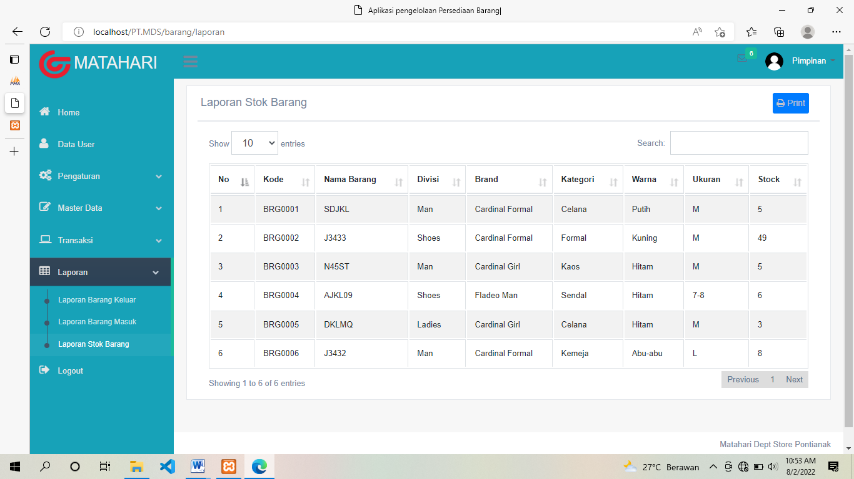 Aplikasi pengelolaan Persediaan Barang
localhost/PT.MDS/barang/laporan
MATAHARI
6
Pimpinan
Home
Data User
Pengaturan
Master Data
Transaksi
Laporan
Laporan Barang Keluar
Laporan Barang Masuk
Laporan Stok Barang
Logout
Laporan Stok Barang
Print
Show 10 entries
Search:
No Kode Nama Barang Divisi Brand Kategori Warna Ukuran Stock
1 BRG0001 SDJKL Man Cardinal Formal Celana Putih M 5
2 BRG0002 J3433 Shoes Cardinal Formal Formal Kuning M 49
3 BRG0003 N45ST Man Cardinal Girl Kaos Hitam M 5
4 BRG0004 AJKL09 Shoes Fladeo Man Sendal Hitam 7-8 6
5 BRG0005 DKLMQ Ladies Cardinal Girl Celana Hitam M 3
6 BRG0006 J3432 Man Cardinal Formal Kemeja Abu-abu L 8
Showing 1 to 6 of 6 entries
Previous 1 Next
Matahari Dept Store Pontianak
27°C Berawan
10:53 AM
8/2/2022